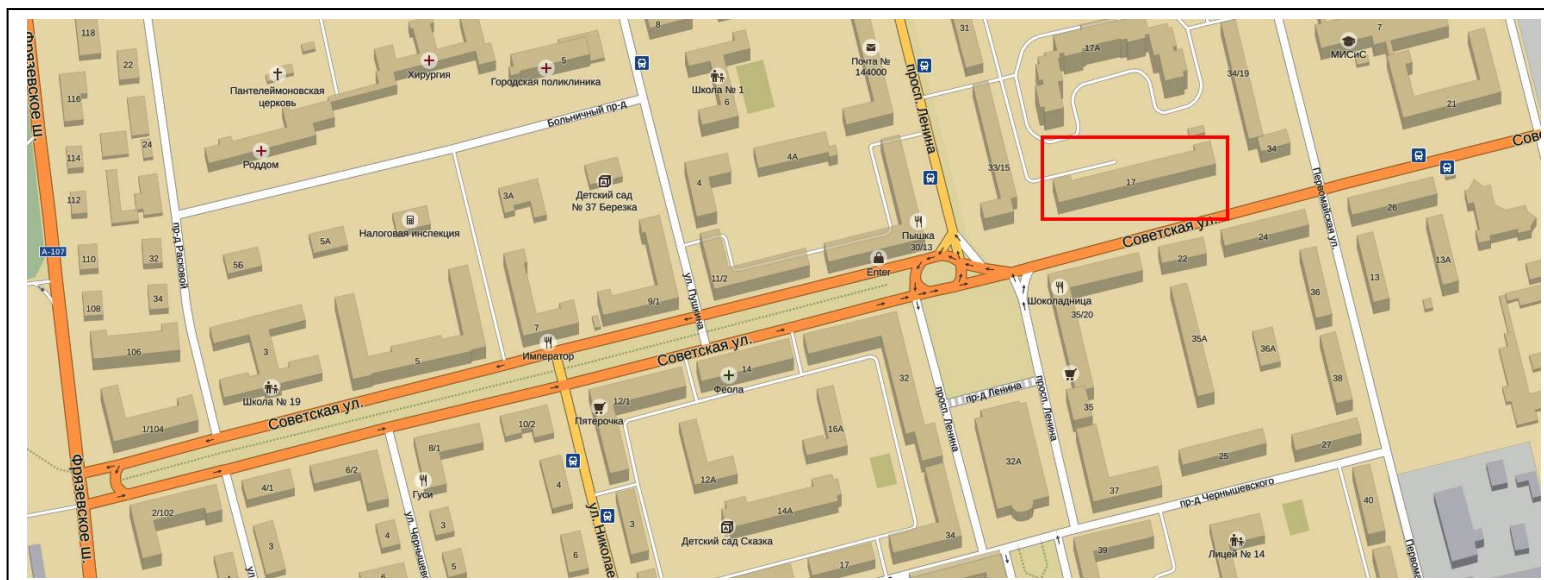 Фрязевское ш.
118
22
116
24
114
112
А-107
110
32
108
34
106
Пантелеймоновская
церковь
Хирургия
Городская поликлиника
5
8
Школа № 1
6
Почта №
144000
31
просп. Ленина
17А
34/19
7
МИСиС
21
Роддом
Больничный пр-д
4А
4
33/15
17
34
Советская ул.
Первомайская ул.
26
3А
Детский сад
№ 37 Березка
Налоговая инспекция
5А
5Б
пр-д Расковой
ул. Пушкина
Пышка
30/13
Enter
11/2
9/1
7
Император
5
3
Школа № 19
1/104
Советская ул.
Советская ул.
24
22
13
13А
36
Шоколадница
35/20
35А
36А
38
14
Феола
12/1
Пятерочка
10/2
8/1
Гуси
6/2
4/1
2/102
3
4
3
5
6
4
6
3
Фрязевское ш.
ул. Чернышевс
ул. Николае
12А
16А
14А
Детский сад Сказка
17
32
34
просп. Ленина
пр-д Ленина
просп. Ленина
32А
35
37
25
27
пр-д Чернышевского
39
Лицей № 14
40
Первомайс